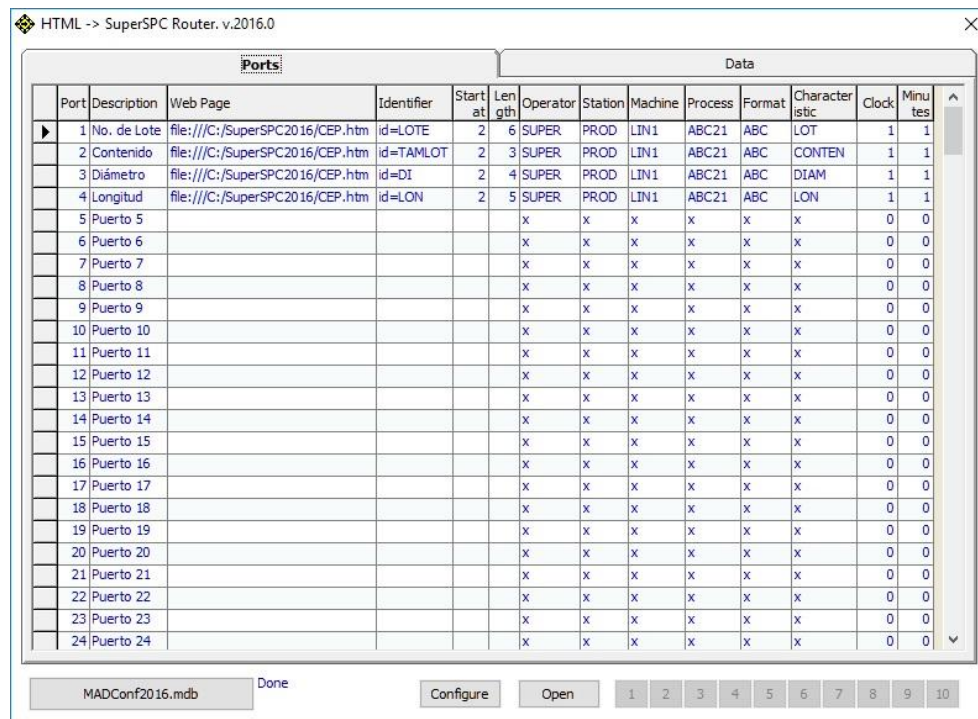 HTML -> SuperSPC Router. v.2016.0
Ports Data
Port Description Web Page Identifier Start at Len gth Operator Station Machine Process Format Character istic Clock Minu tes
1 No. de Lote file:///C:/SuperSPC2016/CEP.htm id=LOTE 2 6 SUPER PROD LIN1 ABC21 ABC LOT 1 1
2 Contenido file:///C:/SuperSPC2016/CEP.htm id=TAMLOT 2 3 SUPER PROD LIN1 ABC21 ABC CONTEN 1 1
3 Diámetro file:///C:/SuperSPC2016/CEP.htm id=DI 2 4 SUPER PROD LIN1 ABC21 ABC DIAM 1 1
4 Longitud file:///C:/SuperSPC2016/CEP.htm id=LON 2 5 SUPER PROD LIN1 ABC21 ABC LON 1 1
5 Puerto 5 x x x x x x 0 0
6 Puerto 6 x x x x x x 0 0
7 Puerto 7 x x x x x x 0 0
8 Puerto 8 x x x x x x 0 0
9 Puerto 9 x x x x x x 0 0
10 Puerto 10 x x x x x x 0 0
11 Puerto 11 x x x x x x 0 0
12 Puerto 12 x x x x x x 0 0
13 Puerto 13 x x x x x x 0 0
14 Puerto 14 x x x x x x 0 0
15 Puerto 15 x x x x x x 0 0
16 Puerto 16 x x x x x x 0 0
17 Puerto 17 x x x x x x 0 0
18 Puerto 18 x x x x x x 0 0
19 Puerto 19 x x x x x x 0 0
20 Puerto 20 x x x x x x 0 0
21 Puerto 21 x x x x x x 0 0
22 Puerto 22 x x x x x x 0 0
23 Puerto 23 x x x x x x 0 0
24 Puerto 24 x x x x x x 0 0
MADConf2016.mdb Done Configure Open 1 2 3 4 5 6 7 8 9 10